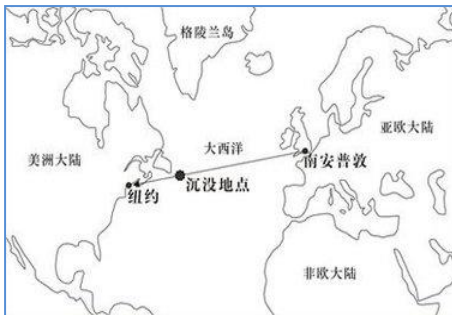 格陵兰岛
亚欧大陆
大西洋
美洲大陆
南安普敦
沉没地点
纽约
非欧大陆